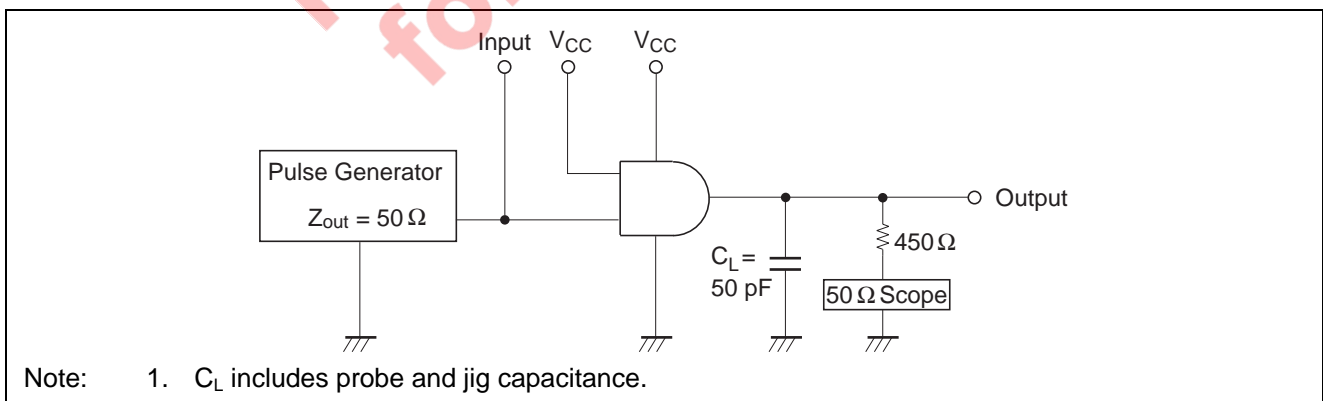 for
Input VCC VCC
Pulse Generator
Zout = 50 Ω
Output
450 Ω
CL =
50 pF
50 Ω Scope
Note: 1. CL includes probe and jig capacitance.